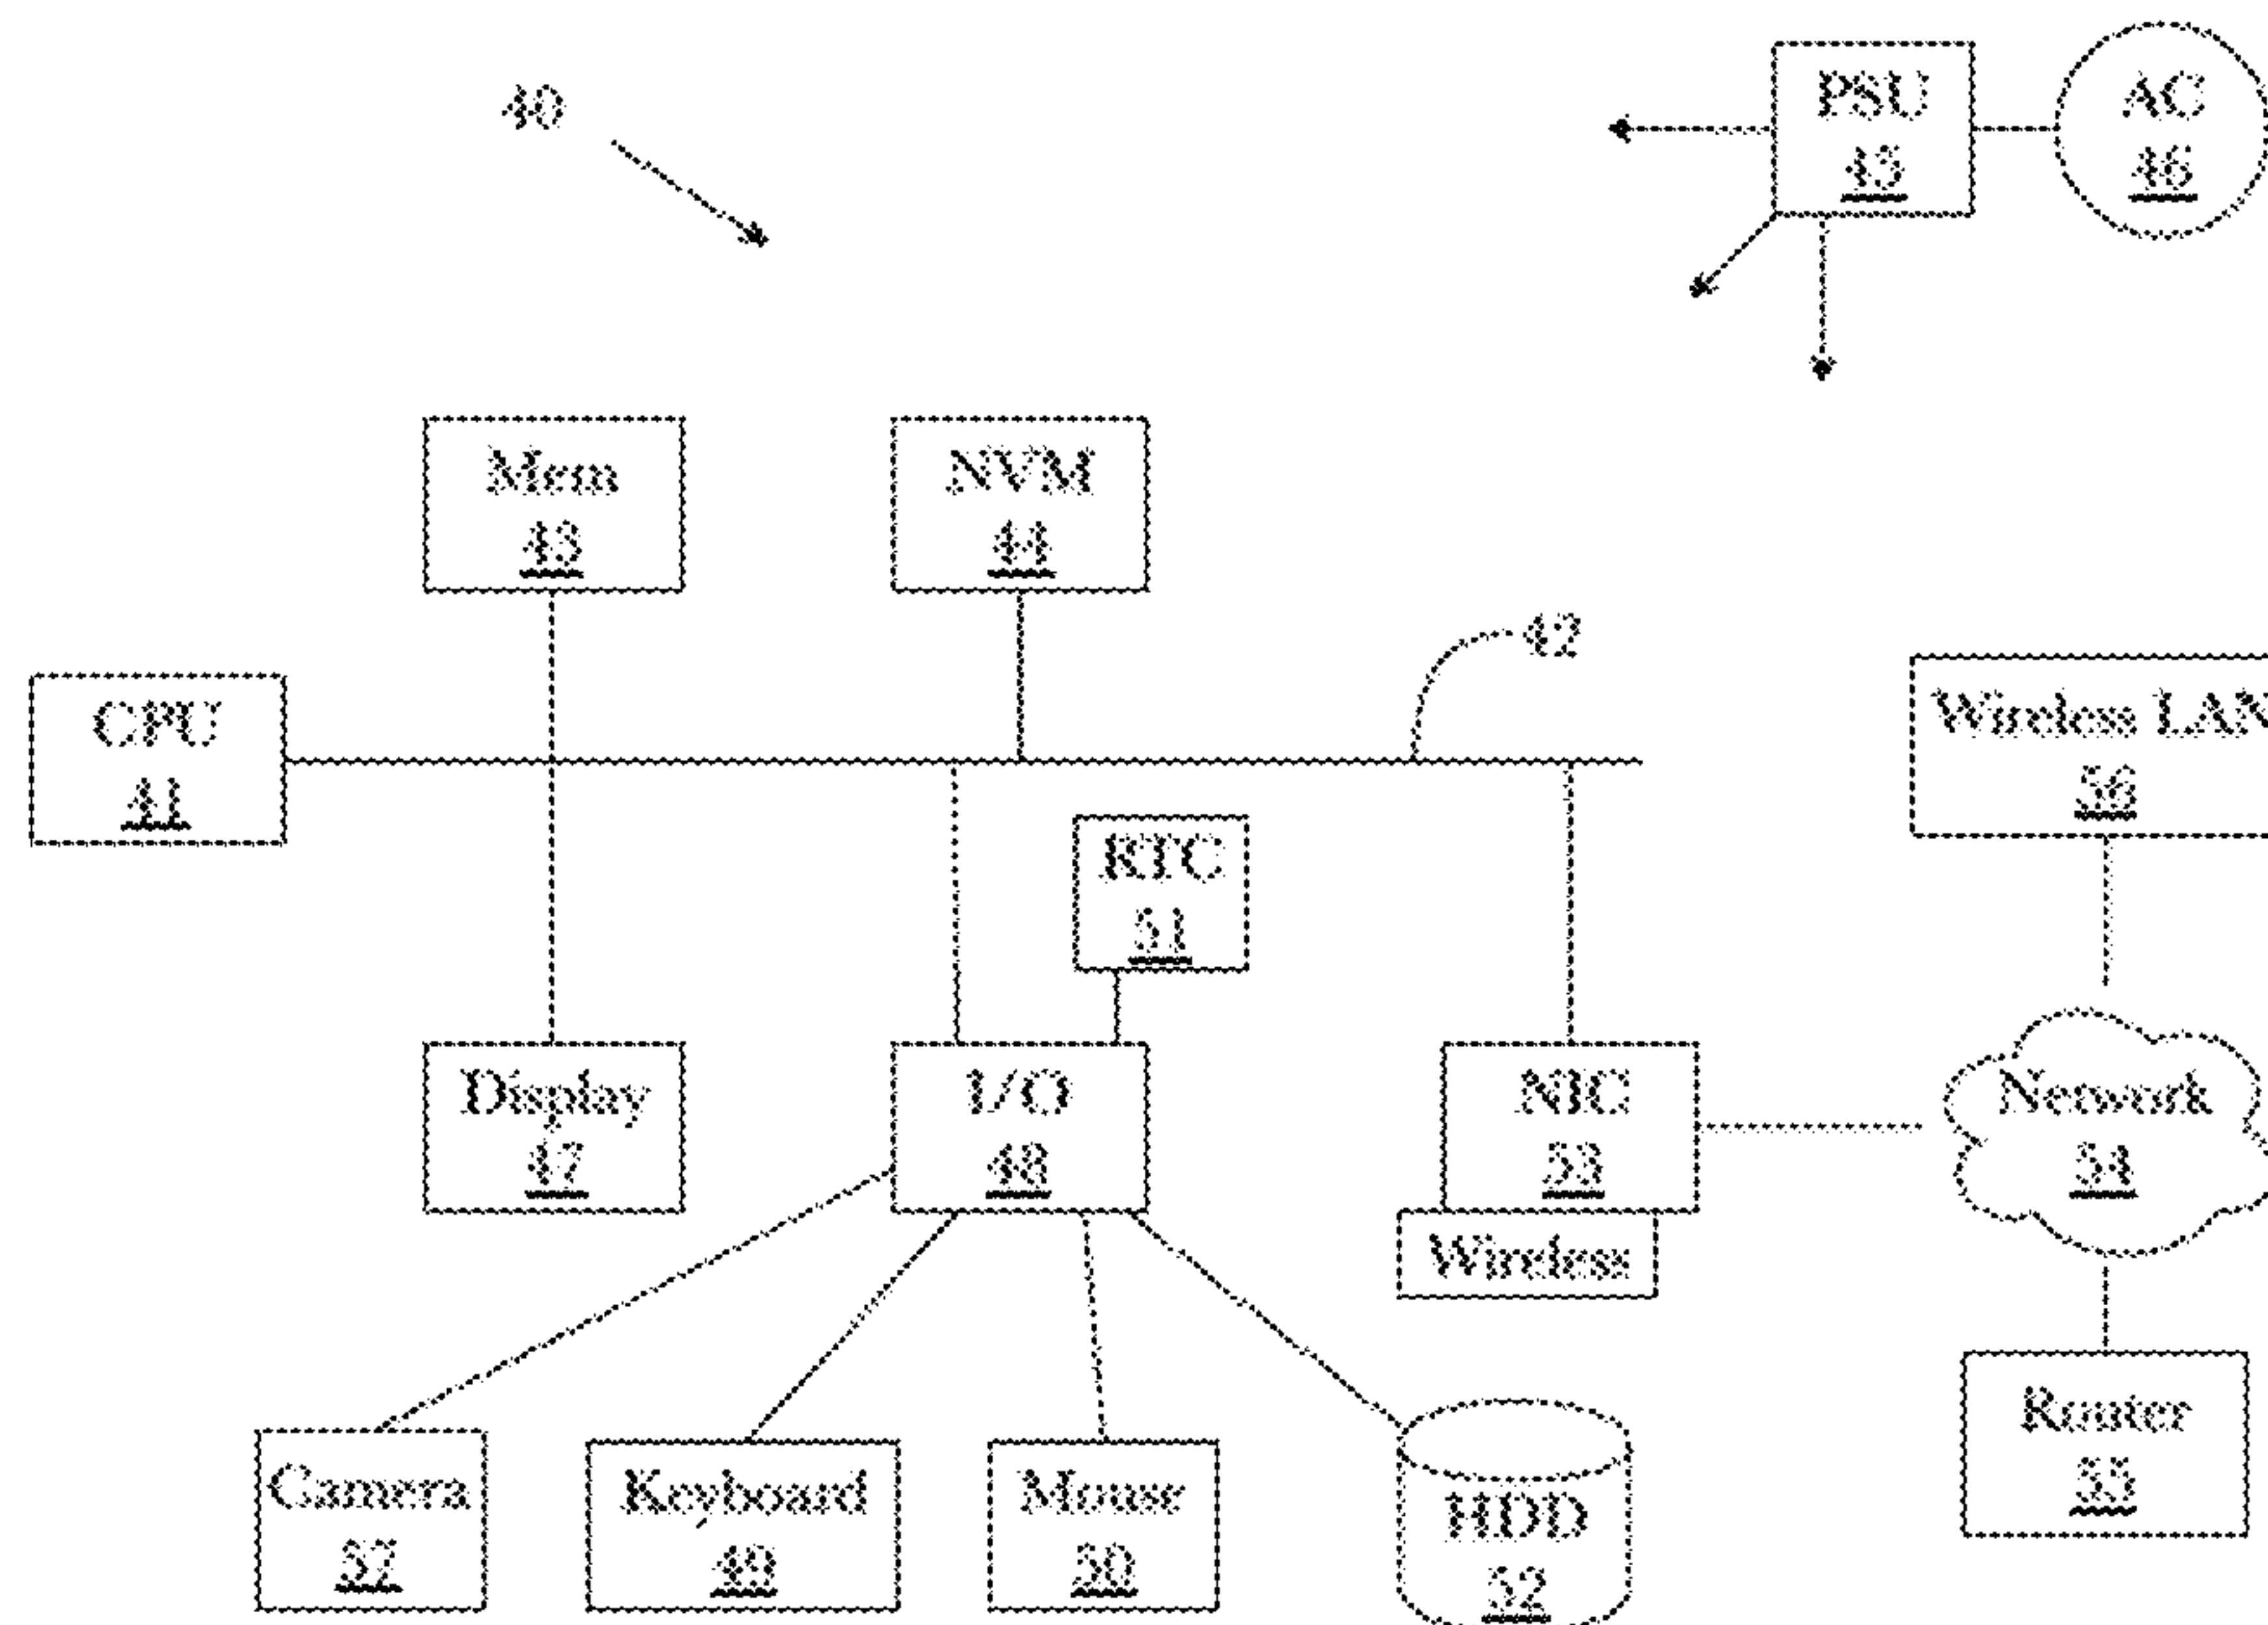 40
PSU
45
AC
46
Mem
43
NVM
44
42
CPU
41
Wireless LAN
56
RTC
51
Display
47
I/O
48
NIC
53
Wireless
Network
54
Camera
57
Keyboard
49
Mouse
50
HDD
52
Router
55